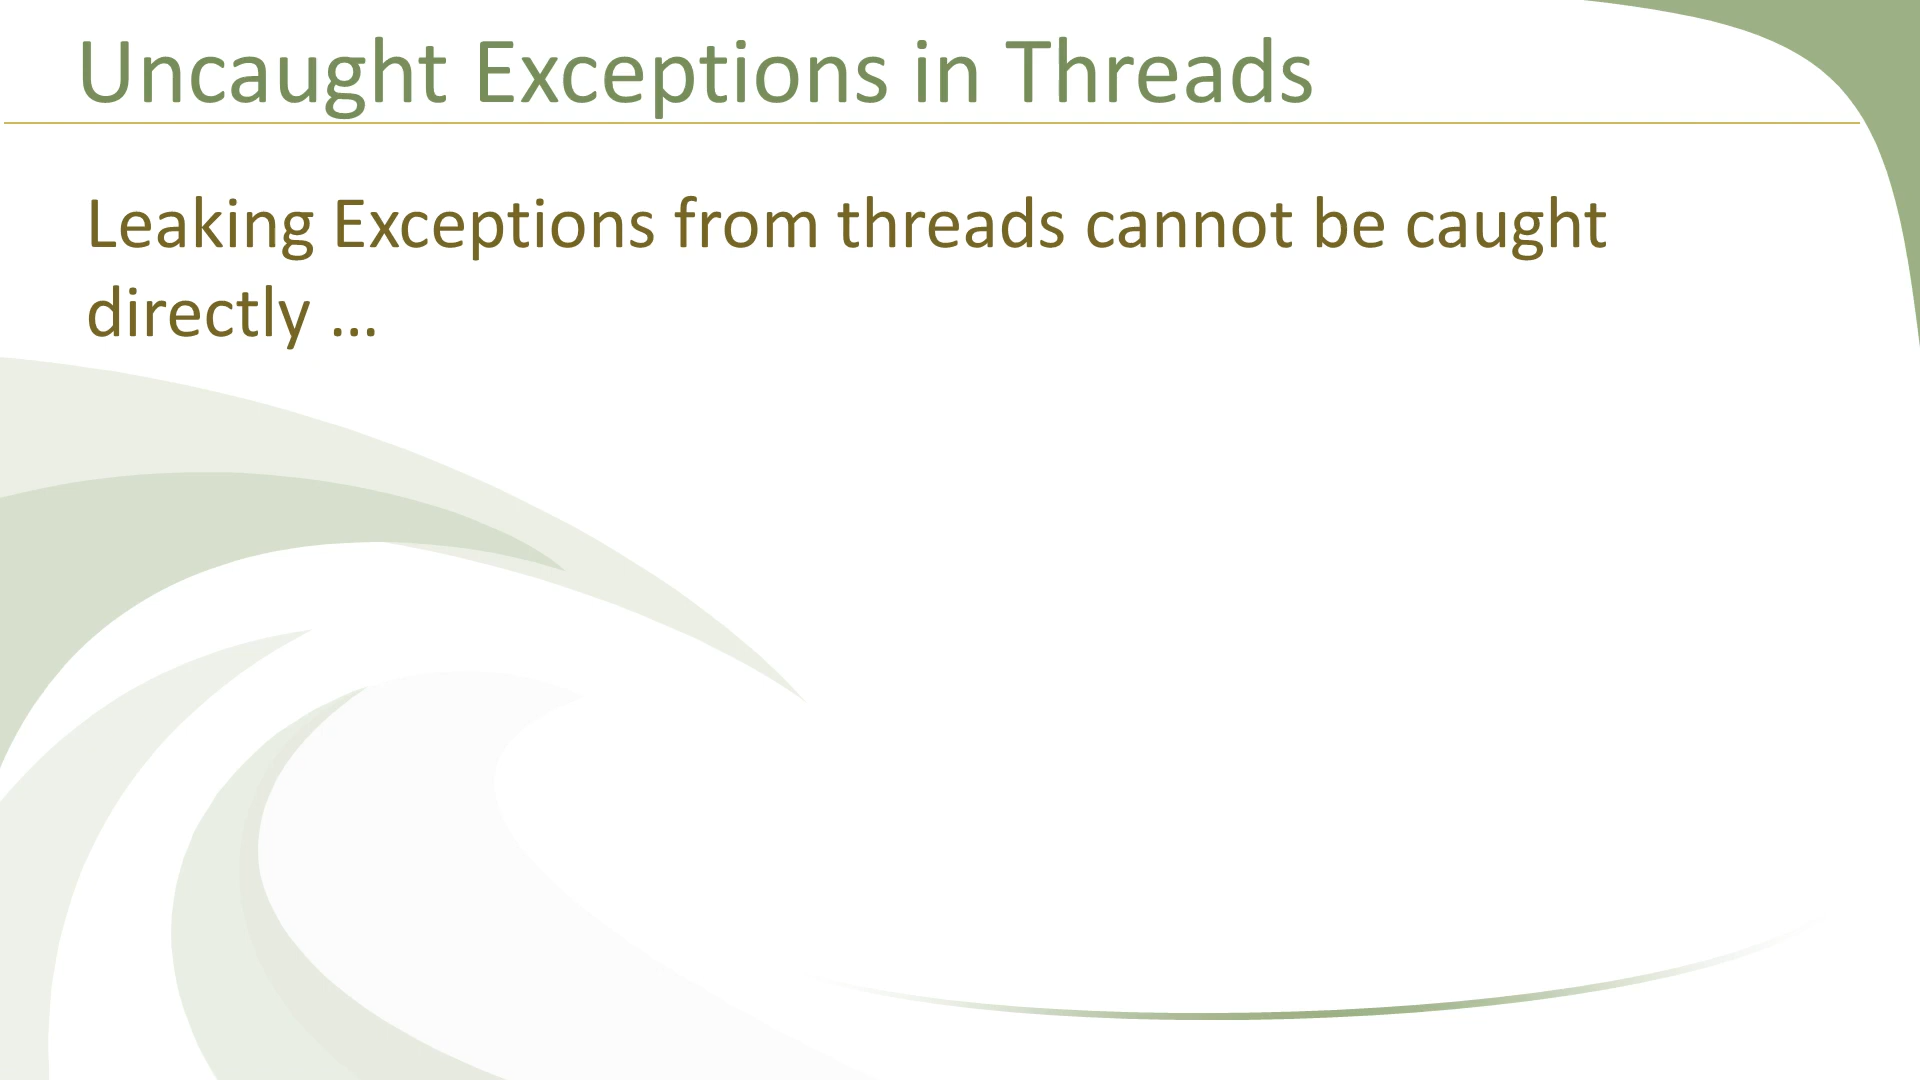 Uncaught Exceptions in Threads
Leaking Exceptions from threads cannot be caught
directly ...